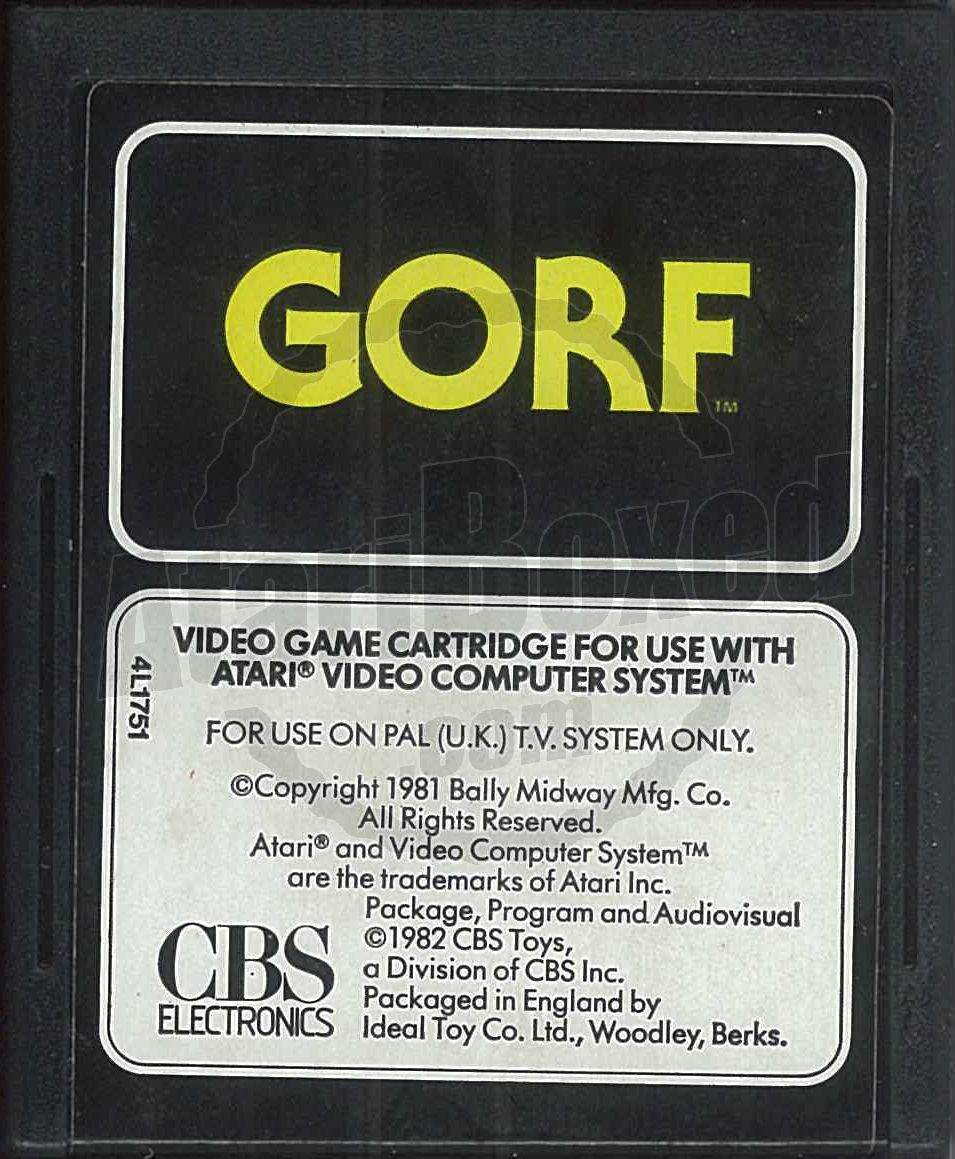 GORF
TM
VIDEO GAME CARTRIDGE FOR USE WITH
ATARI® VIDEO COMPUTER SYSTEM™
4L1751
FOR USE ON PAL (U.K.) T.V. SYSTEM ONLY.
©Copyright 1981 Bally Midway Mfg. Co.
All Rights Reserved.
Atari® and Video Computer System™
are the trademarks of Atari Inc.
Package, Program and Audiovisual
©1982 CBS Toys,
a Division of CBS Inc.
Packaged in England by
Ideal Toy Co. Ltd., Woodley, Berks.
CBS
ELECTRONICS
AtariBoxed
.com